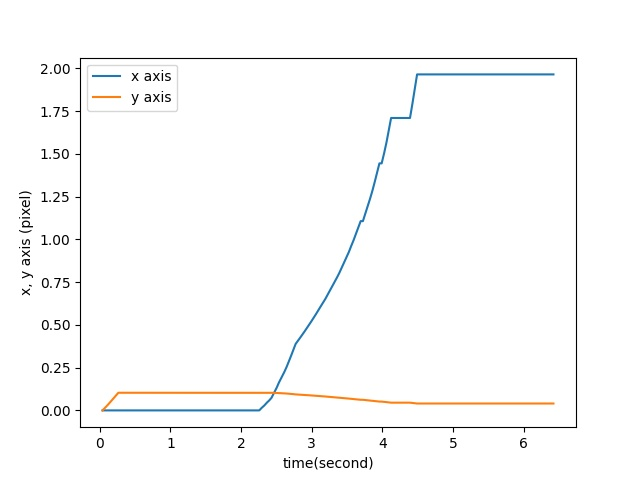 2.00
1.75
1.50
1.25
1.00
0.75
0.50
0.25
0.00
x, y axis (pixel)
x axis
y axis
0 1 2 3 4 5 6
time(second)